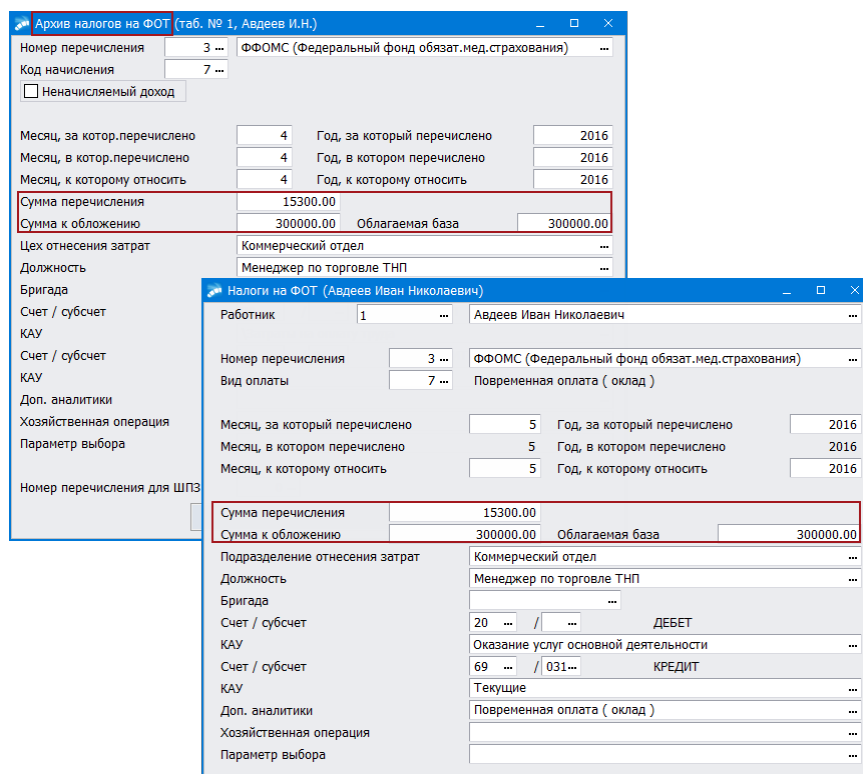 Архив налогов на ФОТ (таб. № 1, Авдеев И.Н.)
Номер перечисления 3 ... ФФОМС (Федеральный фонд обязат.мед.страхования) ...
Код начисления 7 ...
Неначисляемый доход
Месяц, за котор.перечислено 4 Год, за который перечислено 2016
Месяц, в котор.перечислено 4 Год, в котором перечислено 2016
Месяц, к которому относить 4 Год, к которому относить 2016
Сумма перечисления 15300.00
Сумма к обложению 300000.00 Облагаемая база 300000.00
Цех отнесения затрат Коммерческий отдел ...
Должность Менеджер по торговле ТНП ...
Бригада
Счет / субсчет
КАУ
Счет / субсчет
КАУ
Доп. аналитики
Хозяйственная операция
Параметр выбора
Номер перечисления для ШПЗ
Налоги на ФОТ (Авдеев Иван Николаевич)
Работник 1 ... Авдеев Иван Николаевич ...
Номер перечисления 3 ... ФФОМС (Федеральный фонд обязат.мед.страхования) ...
Вид оплаты 7 ... Повременная оплата ( оклад )
Месяц, за который перечислено 5 Год, за который перечислено 2016
Месяц, в котором перечислено 5 Год, в котором перечислено 2016
Месяц, к которому относить 5 Год, к которому относить 2016
Сумма перечисления 15300.00
Сумма к обложению 300000.00 Облагаемая база 300000.00
Подразделение отнесения затрат Коммерческий отдел ...
Должность Менеджер по торговле ТНП ...
Бригада ...
Счет / субсчет 20 ... / ... ДЕБЕТ
КАУ Оказание услуг основной деятельности ...
Счет / субсчет 69 ... / 031... КРЕДИТ
КАУ Текущие ...
Доп. аналитики Повременная оплата ( оклад ) ...
Хозяйственная операция ...
Параметр выбора ...